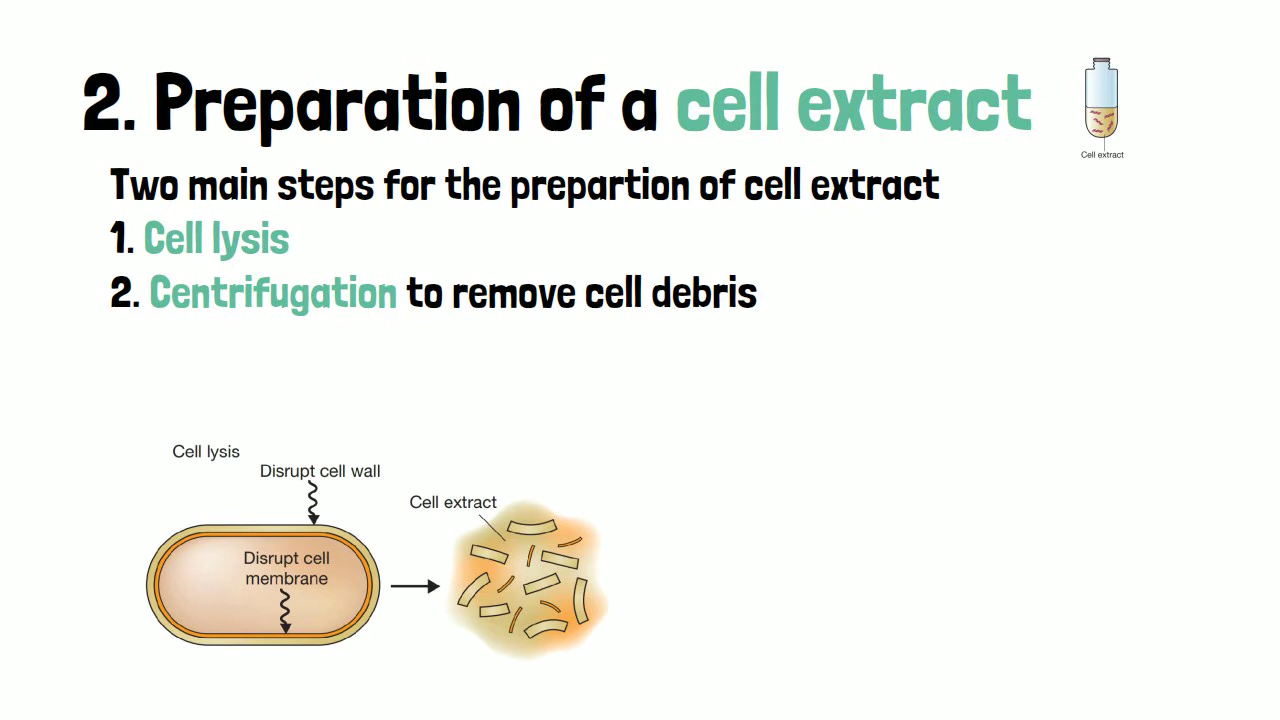 2. Preparation of a cell extract
Cell extract
Two main steps for the prepartion of cell extract
1. Cell lysis
2. Centrifugation to remove cell debris
Cell lysis
Disrupt cell wall
Cell extract
Disrupt cell
membrane